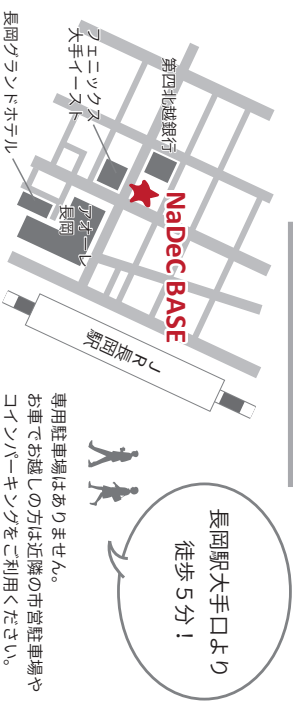 第四北越銀行
フェニックス
大手イースト
長岡グランドホテル
アオーレ
長岡
NaDeC BASE
JR長岡駅
長岡駅大手口より
徒歩5分！
専用駐車場はありません。
お車でお越しの方は近隣の市営駐車場や
コインパーキングをご利用ください。